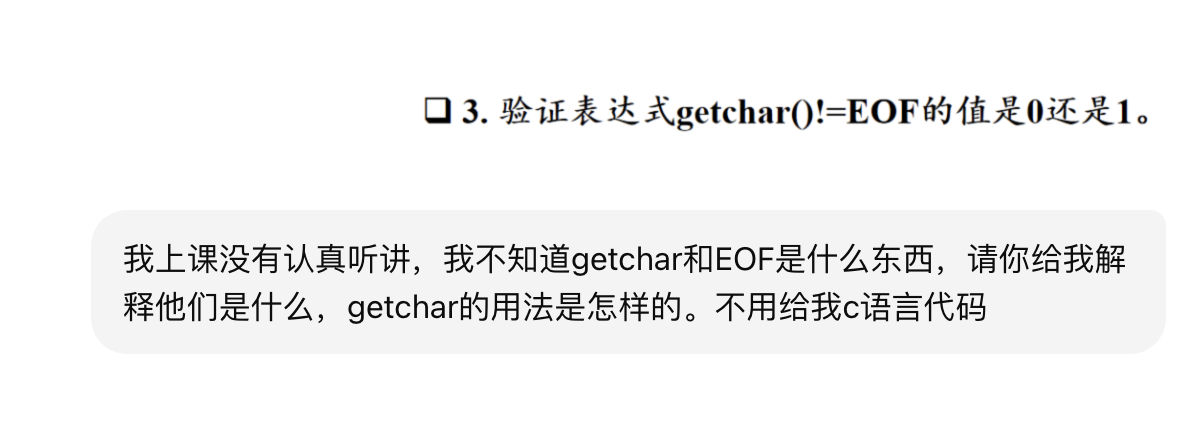 ❑ 3. 验证表达式getchar()!=EOF的值是0还是1。
我上课没有认真听讲，我不知道getchar和EOF是什么东西，请你给我解
释他们是什么，getchar的用法是怎样的。不用给我c语言代码